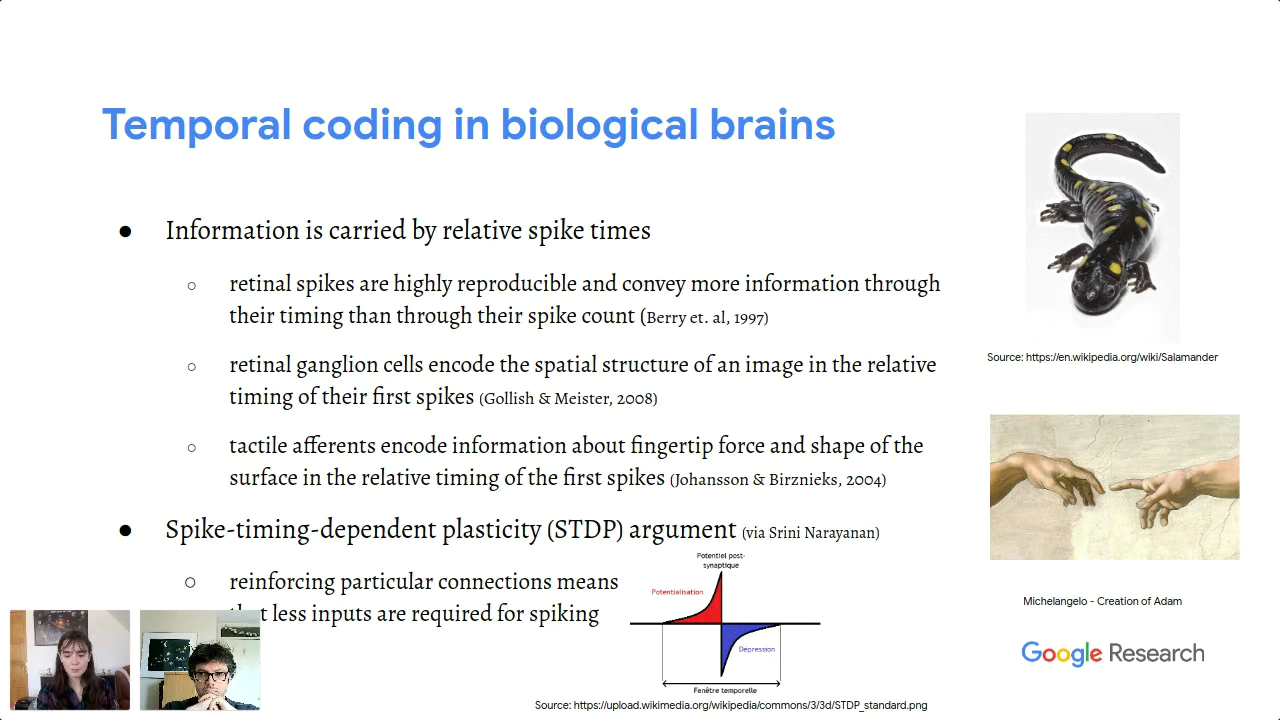 Temporal coding in biological brains
● Information is carried by relative spike times
○ retinal spikes are highly reproducible and convey more information through
their timing than through their spike count (Berry et. al, 1997)
○ retinal ganglion cells encode the spatial structure of an image in the relative
timing of their first spikes (Gollish & Meister, 2008)
○ tactile afferents encode information about fingertip force and shape of the
surface in the relative timing of the first spikes (Johansson & Birznieks, 2004)
● Spike-timing-dependent plasticity (STDP) argument (via Srini Narayanan)
○ reinforcing particular connections means
that less inputs are required for spiking
Potentiel post-
synaptique
Potentialisation
Dépression
Fenêtre temporelle
Source: https://upload.wikimedia.org/wikipedia/commons/3/3d/STDP_standard.png
Source: https://en.wikipedia.org/wiki/Salamander
Michelangelo - Creation of Adam
Google Research